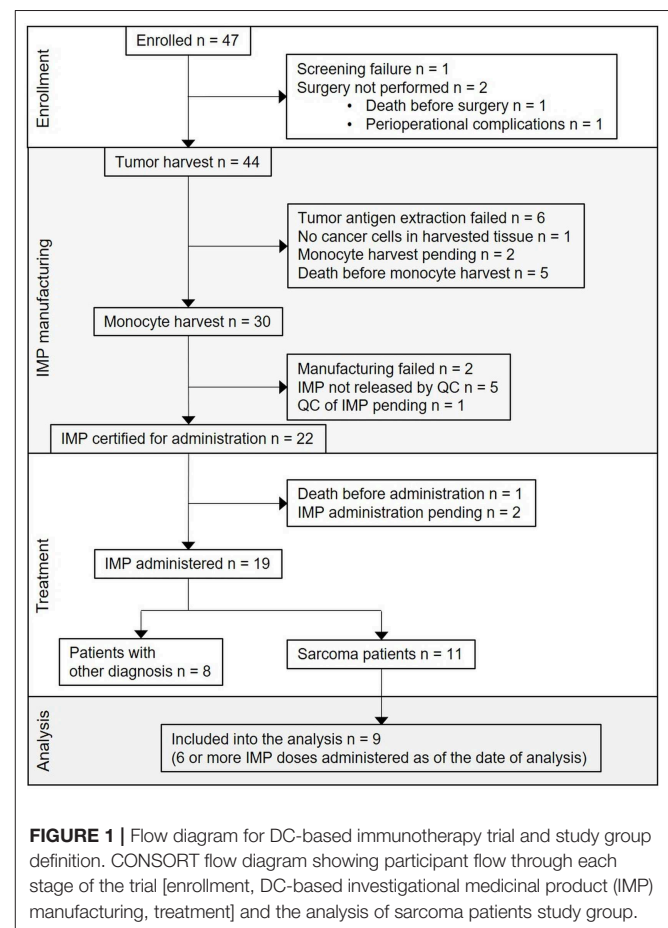 Enrollment
Enrolled n = 47
Screening failure n = 1
Surgery not performed n = 2
• Death before surgery n = 1
• Perioperational complications n = 1
IMP manufacturing
Tumor harvest n = 44
Tumor antigen extraction failed n = 6
No cancer cells in harvested tissue n = 1
Monocyte harvest pending n = 2
Death before monocyte harvest n = 5
Monocyte harvest n = 30
Manufacturing failed n = 2
IMP not released by QC n = 5
QC of IMP pending n = 1
IMP certified for administration n = 22
Treatment
Death before administration n = 1
IMP administration pending n = 2
IMP administered n = 19
Patients with
other diagnosis n = 8
Sarcoma patients n = 11
Analysis
Included into the analysis n = 9
(6 or more IMP doses administered as of the date of analysis)
FIGURE 1 | Flow diagram for DC-based immunotherapy trial and study group
definition. CONSORT flow diagram showing participant flow through each
stage of the trial [enrollment, DC-based investigational medicinal product (IMP)
manufacturing, treatment] and the analysis of sarcoma patients study group.